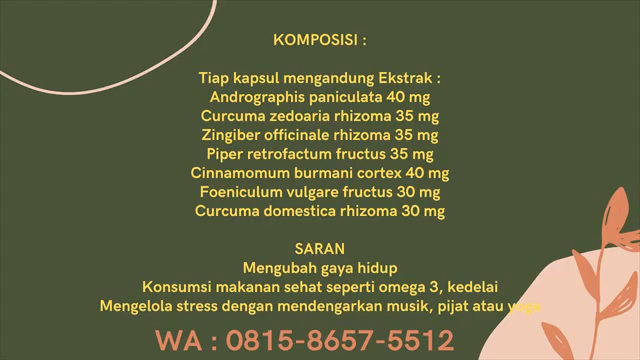 KOMPOSISI :
Tiap kapsul mengandung Ekstrak :
Andrographis paniculata 40 mg
Curcuma zedoaria rhizoma 35 mg
Zingiber officinale rhizoma 35 mg
Piper retrofactum fructus 35 mg
Cinnamomum burmani cortex 40 mg
Foeniculum vulgare fructus 30 mg
Curcuma domestica rhizoma 30 mg
SARAN
Mengubah gaya hidup
Konsumsi makanan sehat seperti omega 3, kedelai
Mengelola stress dengan mendengarkan musik, pijat atau yoga
WA : 0815-8657-5512